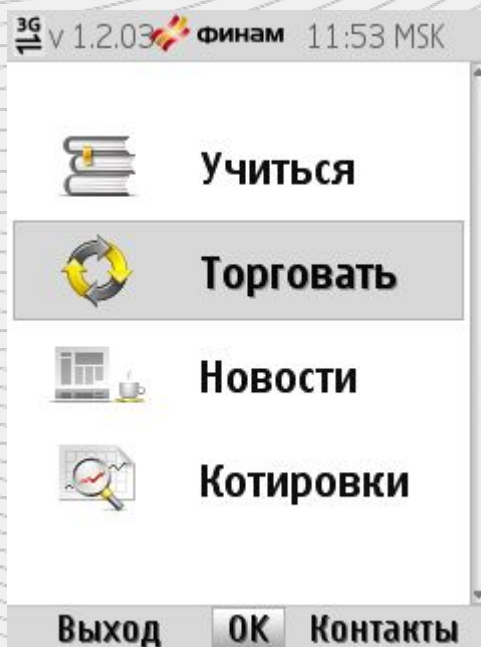 3G v 1.2.03 финам 11:53 MSK
Учиться
Торговать
Новости
Котировки
Выход OK Контакты